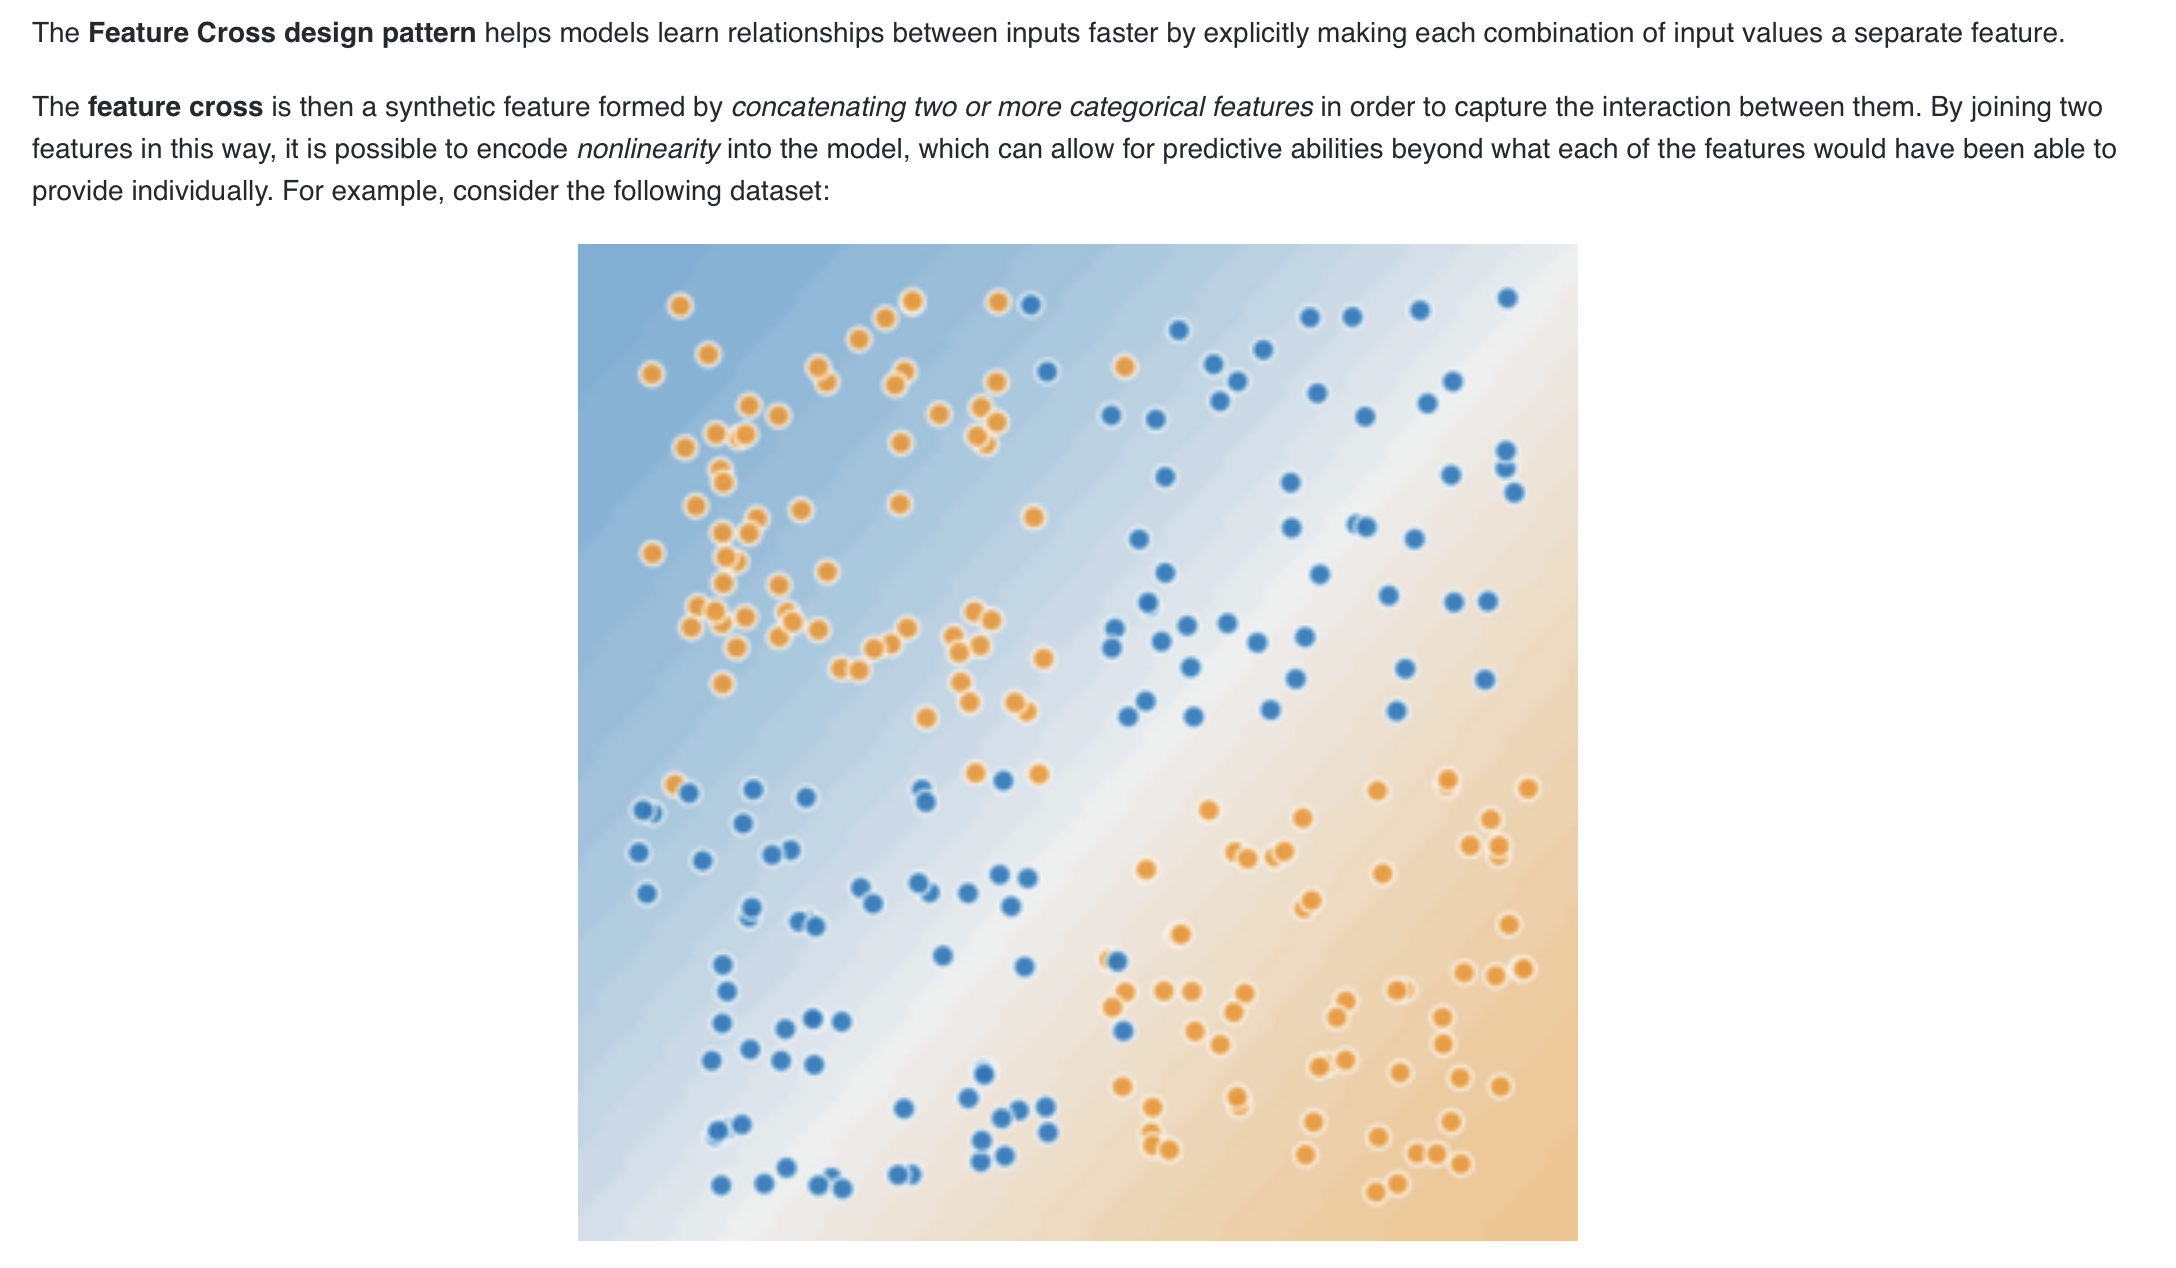 The Feature Cross design pattern helps models learn relationships between inputs faster by explicitly making each combination of input values a separate feature.
The feature cross is then a synthetic feature formed by concatenating two or more categorical features in order to capture the interaction between them. By joining two
features in this way, it is possible to encode nonlinearity into the model, which can allow for predictive abilities beyond what each of the features would have been able to
provide individually. For example, consider the following dataset: